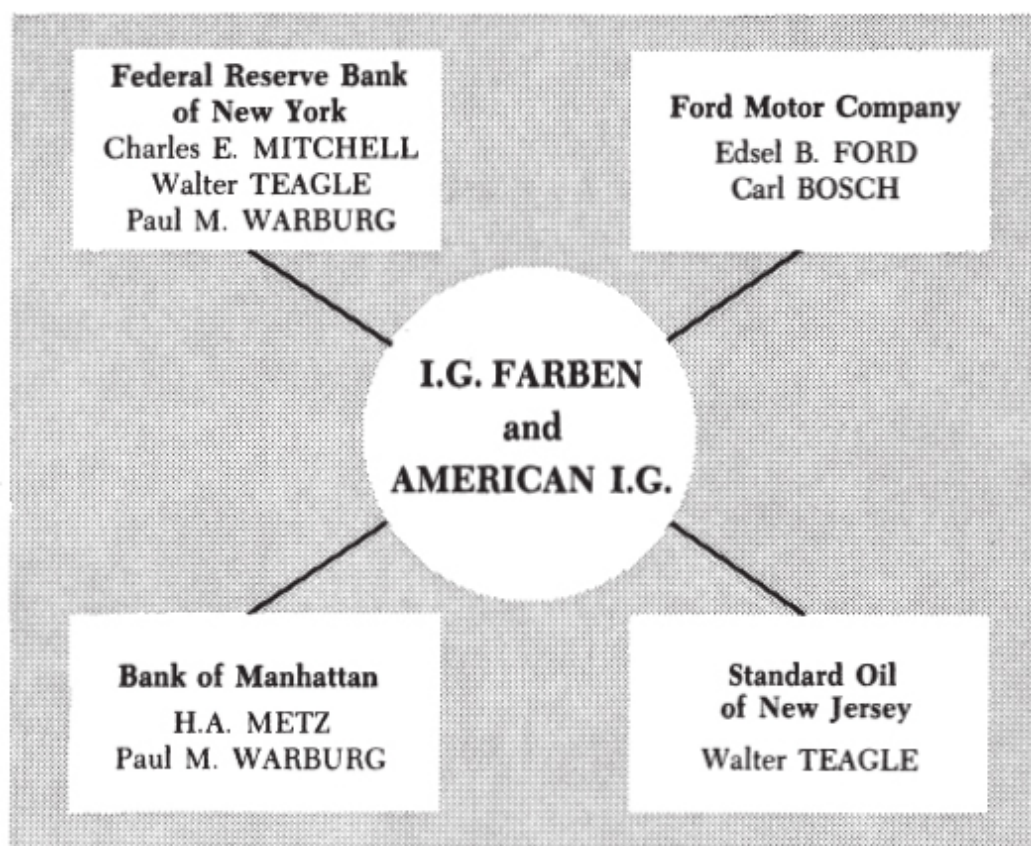 Federal Reserve Bank
of New York
Charles E. MITCHELL
Walter TEAGLE
Paul M. WARBURG
Ford Motor Company
Edsel B. FORD
Carl BOSCH
I.G. FARBEN
and
AMERICAN I.G.
Bank of Manhattan
H.A. METZ
Paul M. WARBURG
Standard Oil
of New Jersey
Walter TEAGLE